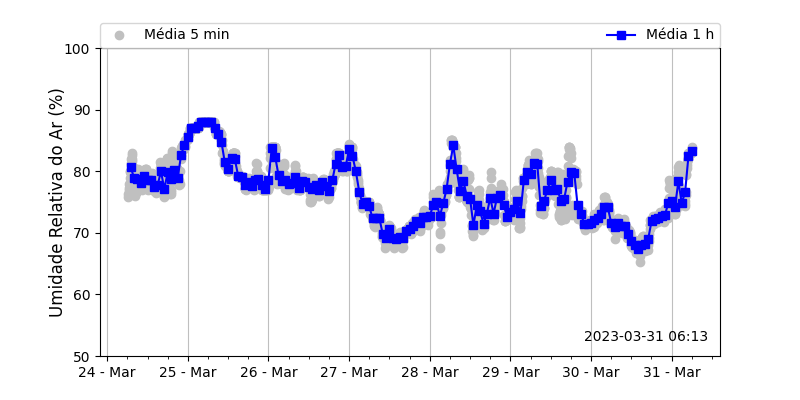 Média 5 min Média 1 h
Umidade Relativa do Ar (%)
100
90
80
70
60
50
2023-03-31 06:13
24 - Mar 25 - Mar 26 - Mar 27 - Mar 28 - Mar 29 - Mar 30 - Mar 31 - Mar